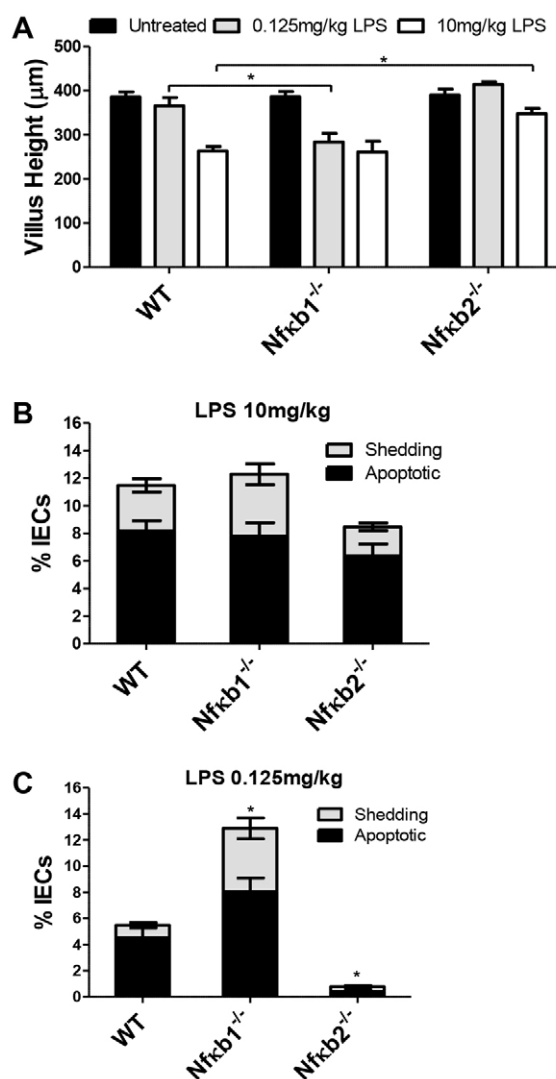 A
Untreated 0.125mg/kg LPS 10mg/kg LPS
Villus Height (μm)
500
400
300
200
100
0
* *
WT Nfκb1-/- Nfκb2-/-
B
LPS 10mg/kg
% IECs
16
14
12
10
8
6
4
2
0
Shedding
Apoptotic
WT Nfκb1-/- Nfκb2-/-
C
LPS 0.125mg/kg
% IECs
16
14
12
10
8
6
4
2
0
Shedding
Apoptotic
* *
WT Nfκb1-/- Nfκb2-/-